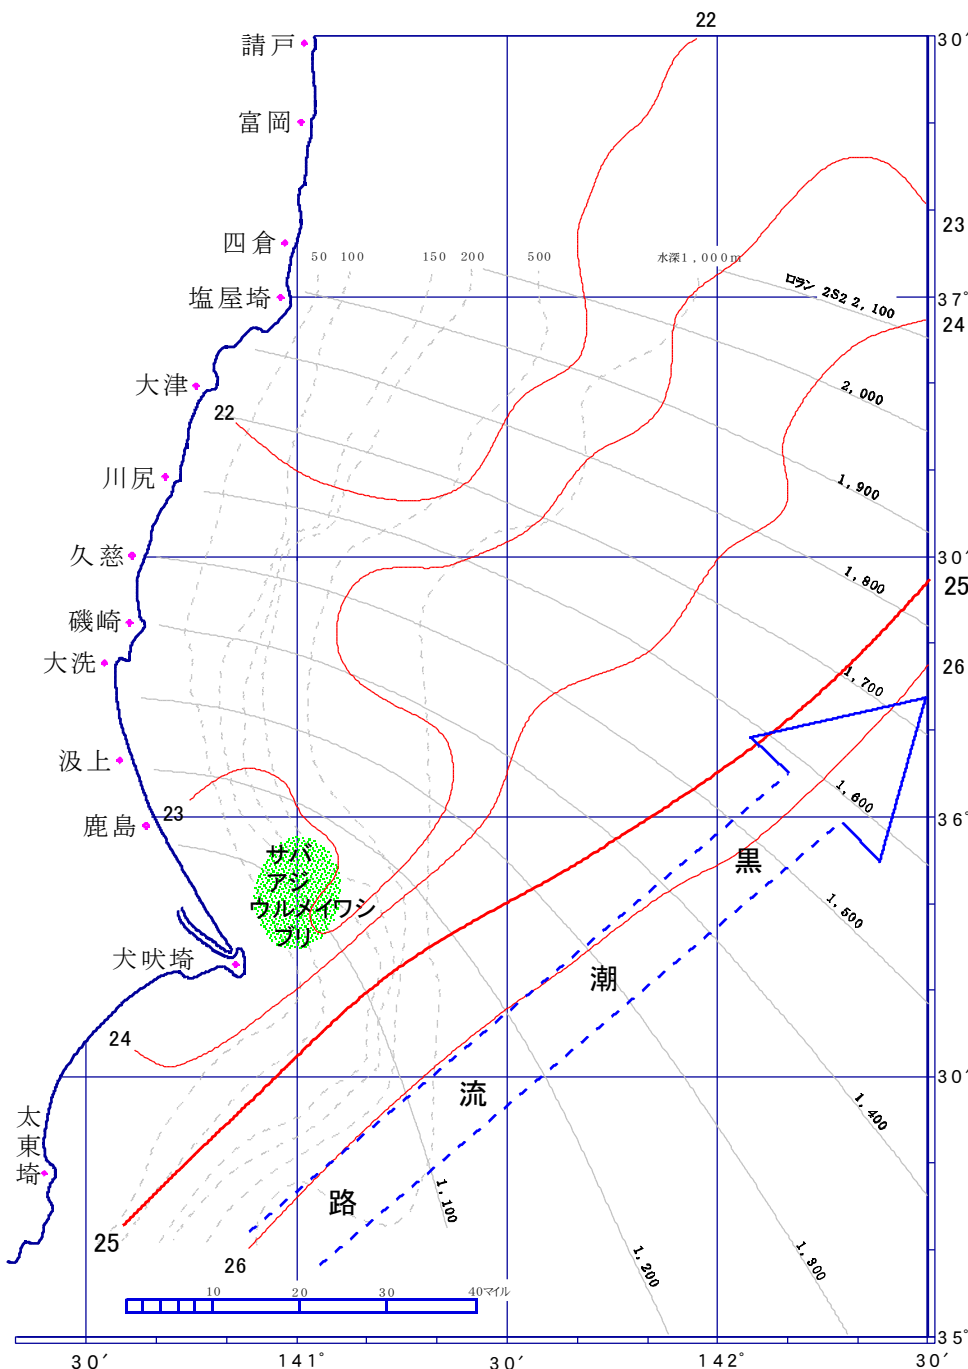 22
請戸
30′
富岡
23
四倉
50 100 150 200 500 水深1,000m
塩屋埼
ロラン 2S2 2,100
37°
24
大津
2,000
22
川尻
1,900
久慈
30′
1,800
25
磯崎
大洗
26
1,700
汲上
1,600
23
36°
鹿島
サバ
アジ
ウルメイワシ
ブリ
黒
1,500
犬吠埼
潮
24
30′
流
1,400
太東埼
路
1,100
25
26
1,200
1,300
10 20 30 40マイル
35°
30′ 141° 30′ 142° 30′